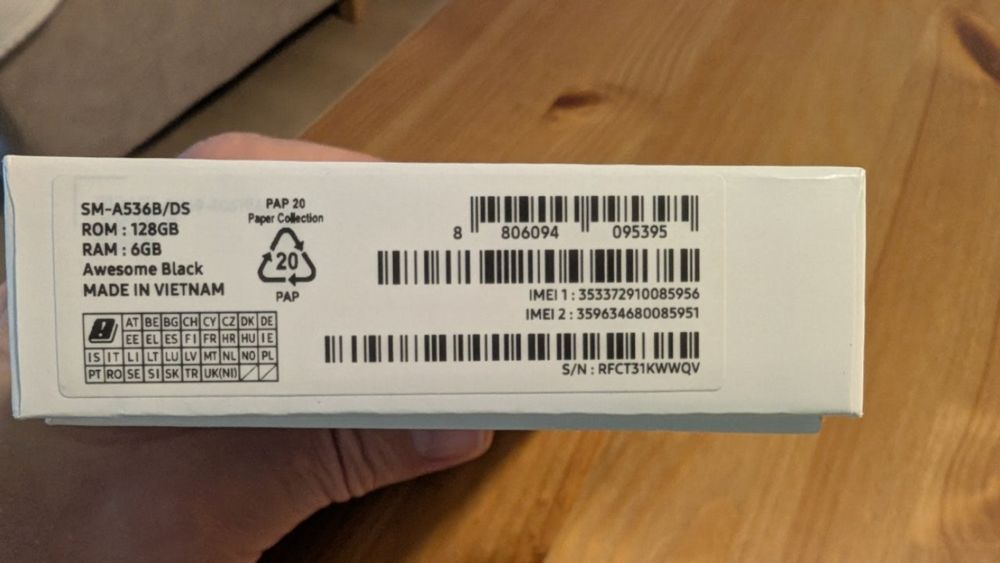 SM-A536B/DS
ROM : 128GB
RAM : 6GB
Awesome Black
MADE IN VIETNAM
PAP 20
Paper Collection
20
PAP
AT BE BG CH CY CZ DK DE
EE EL ES FI FR HR HU IE
IS IT LI LT LU LV MT NL NO PL
PT RO SE SI SK TR UK(NI)
8 806094 095395
IMEI 1 : 353372910085956
IMEI 2 : 359634680085951
S/N : RFCT31KWWQV